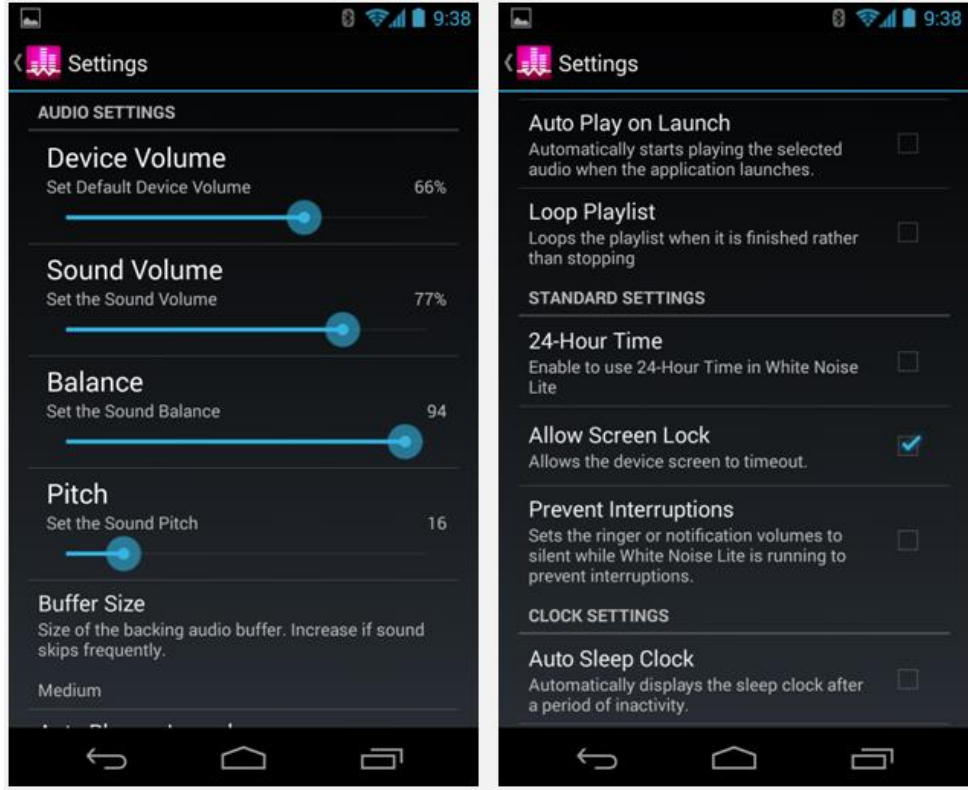 9:38
Settings
AUDIO SETTINGS
Device Volume
Set Default Device Volume 66%
Sound Volume
Set the Sound Volume 77%
Balance
Set the Sound Balance 94
Pitch
Set the Sound Pitch 16
Buffer Size
Size of the backing audio buffer. Increase if sound
skips frequently.
Medium
9:38
Settings
Auto Play on Launch
Automatically starts playing the selected
audio when the application launches.
Loop Playlist
Loops the playlist when it is finished rather
than stopping
STANDARD SETTINGS
24-Hour Time
Enable to use 24-Hour Time in White Noise
Lite
Allow Screen Lock
Allows the device screen to timeout.
Prevent Interruptions
Sets the ringer or notification volumes to
silent while White Noise Lite is running to
prevent interruptions.
CLOCK SETTINGS
Auto Sleep Clock
Automatically displays the sleep clock after
a period of inactivity.